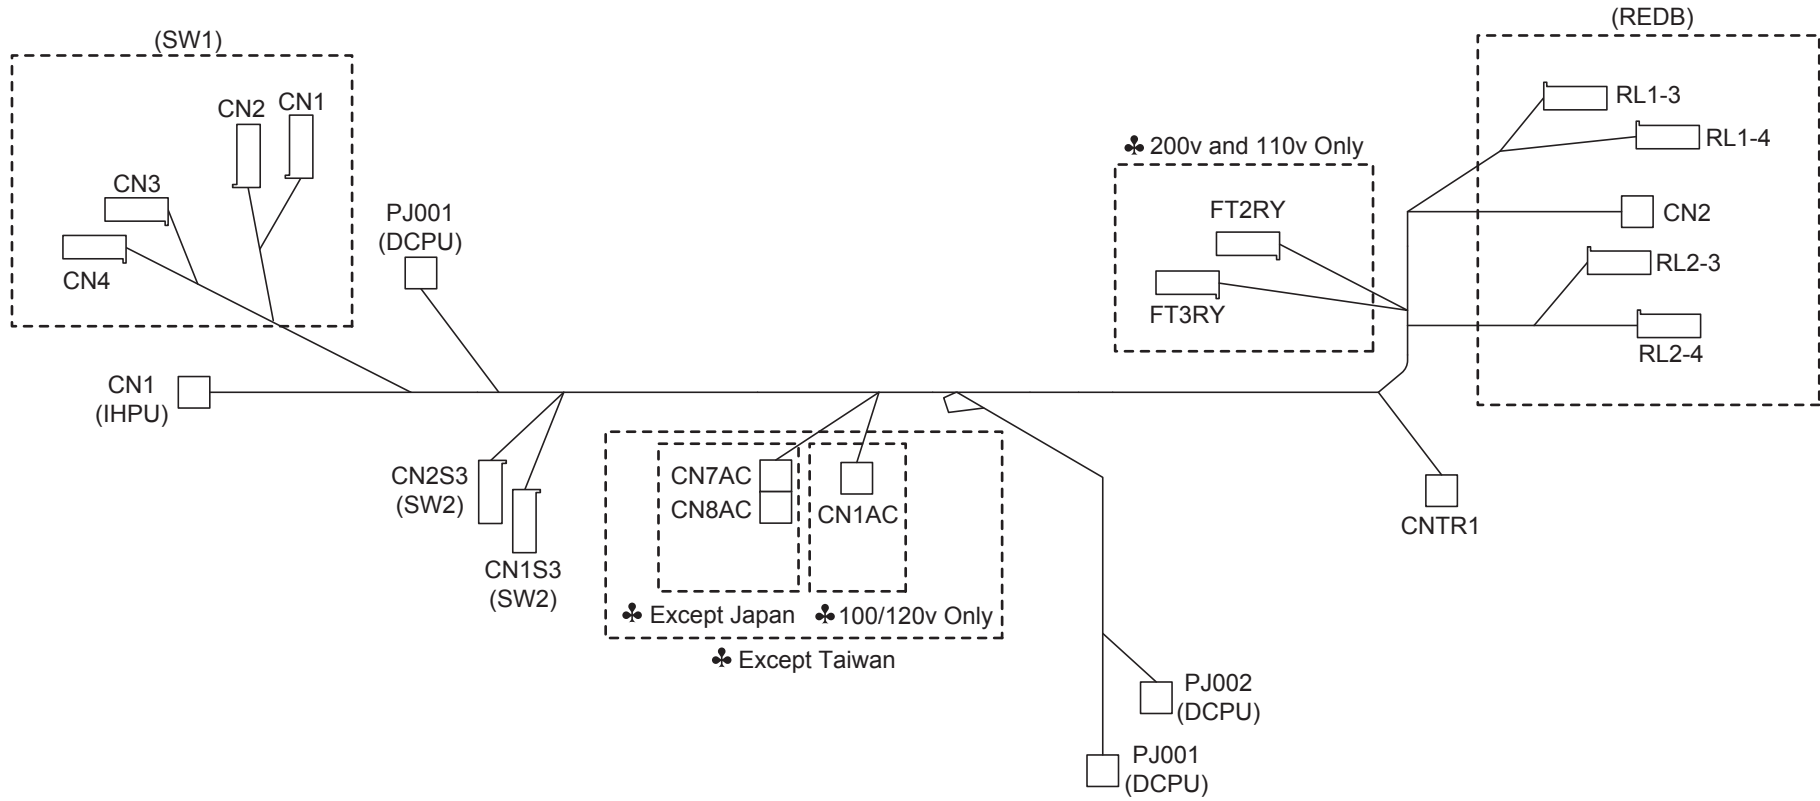 (REDB)
(SW1)
RL1-3
CN2
CN1
RL1-4
♣ 200v and 110v Only
CN3
PJ001
(DCPU)
FT2RY
CN2
CN4
RL2-3
FT3RY
RL2-4
CN1
(IHPU)
CN2S3
(SW2)
CN7AC
CN8AC
CN1AC
CNTR1
CN1S3
(SW2)
♣ Except Japan
♣ 100/120v Only
♣ Except Taiwan
PJ002
(DCPU)
PJ001
(DCPU)